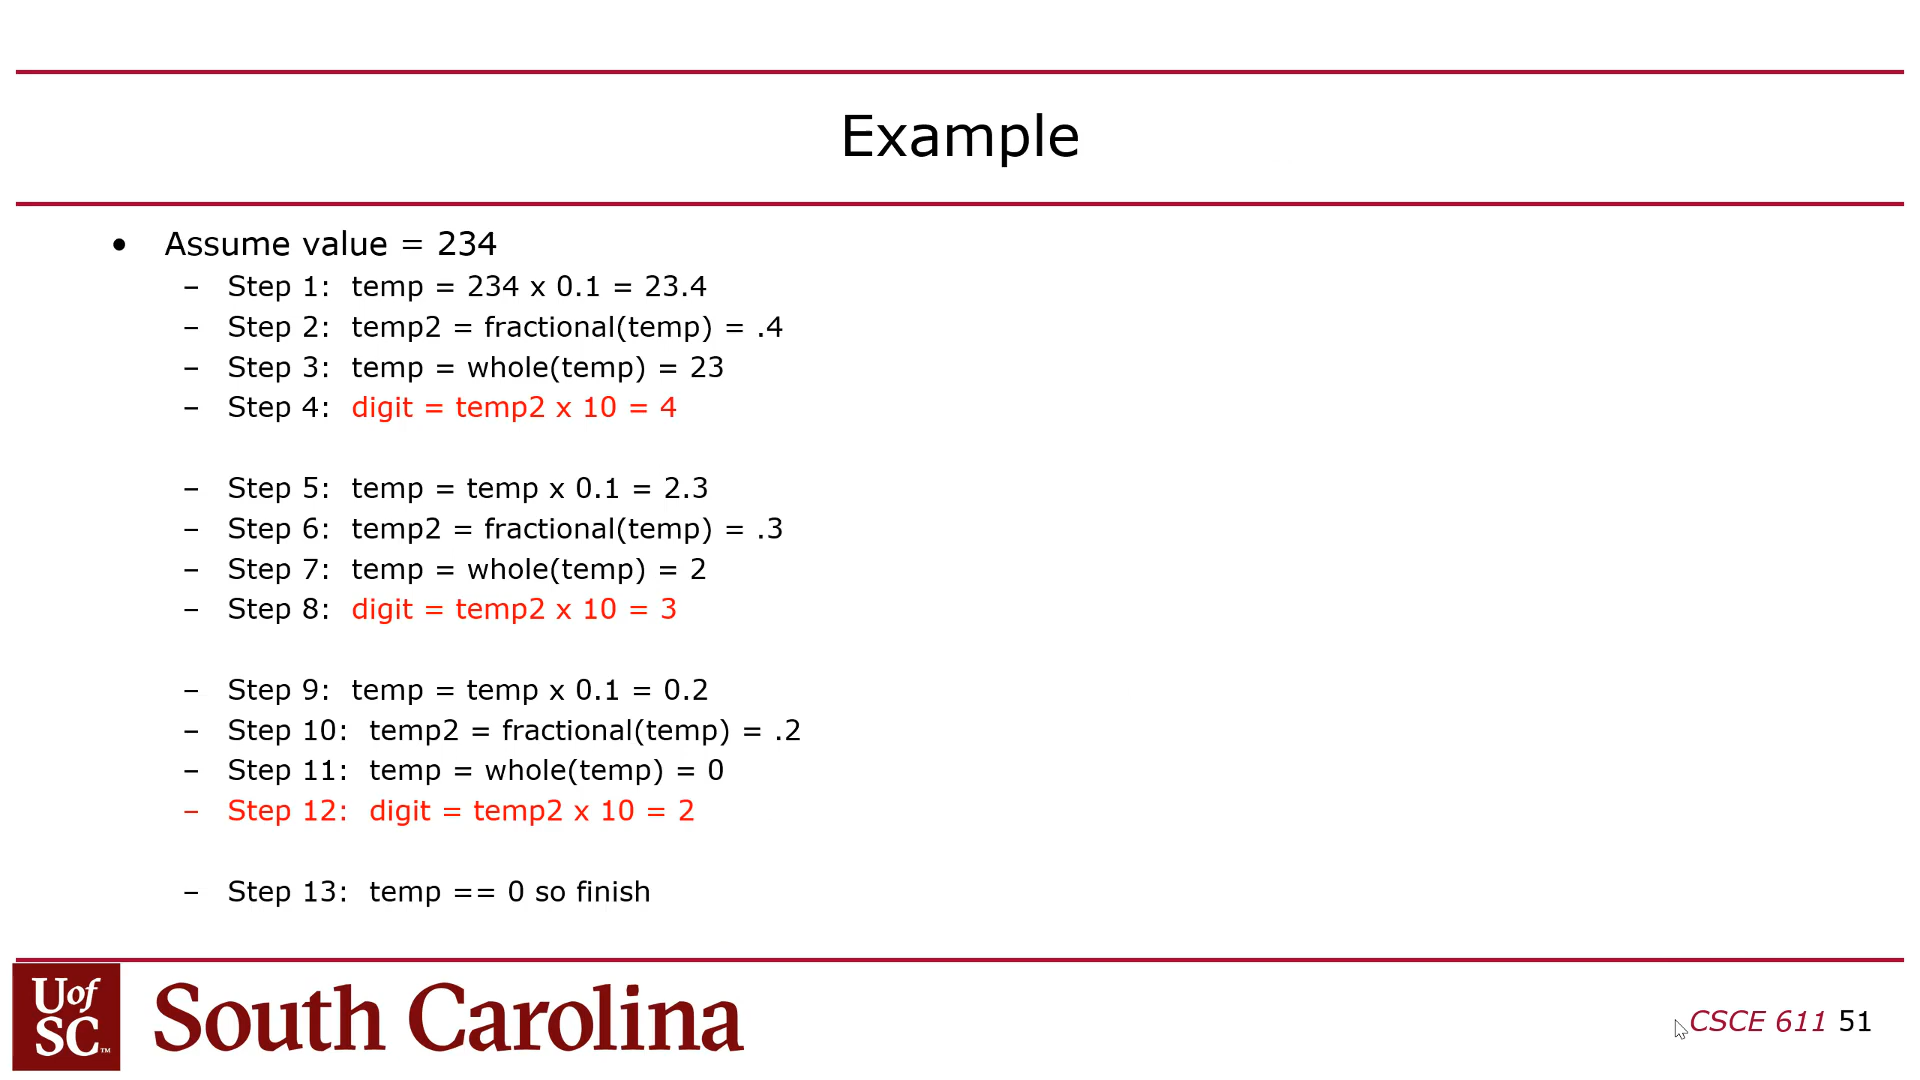 Example
• Assume value = 234
– Step 1: temp = 234 x 0.1 = 23.4
– Step 2: temp2 = fractional(temp) = .4
– Step 3: temp = whole(temp) = 23
– Step 4: digit = temp2 x 10 = 4
– Step 5: temp = temp x 0.1 = 2.3
– Step 6: temp2 = fractional(temp) = .3
– Step 7: temp = whole(temp) = 2
– Step 8: digit = temp2 x 10 = 3
– Step 9: temp = temp x 0.1 = 0.2
– Step 10: temp2 = fractional(temp) = .2
– Step 11: temp = whole(temp) = 0
– Step 12: digit = temp2 x 10 = 2
– Step 13: temp == 0 so finish
Uof
SC™
South Carolina
CSCE 611 51